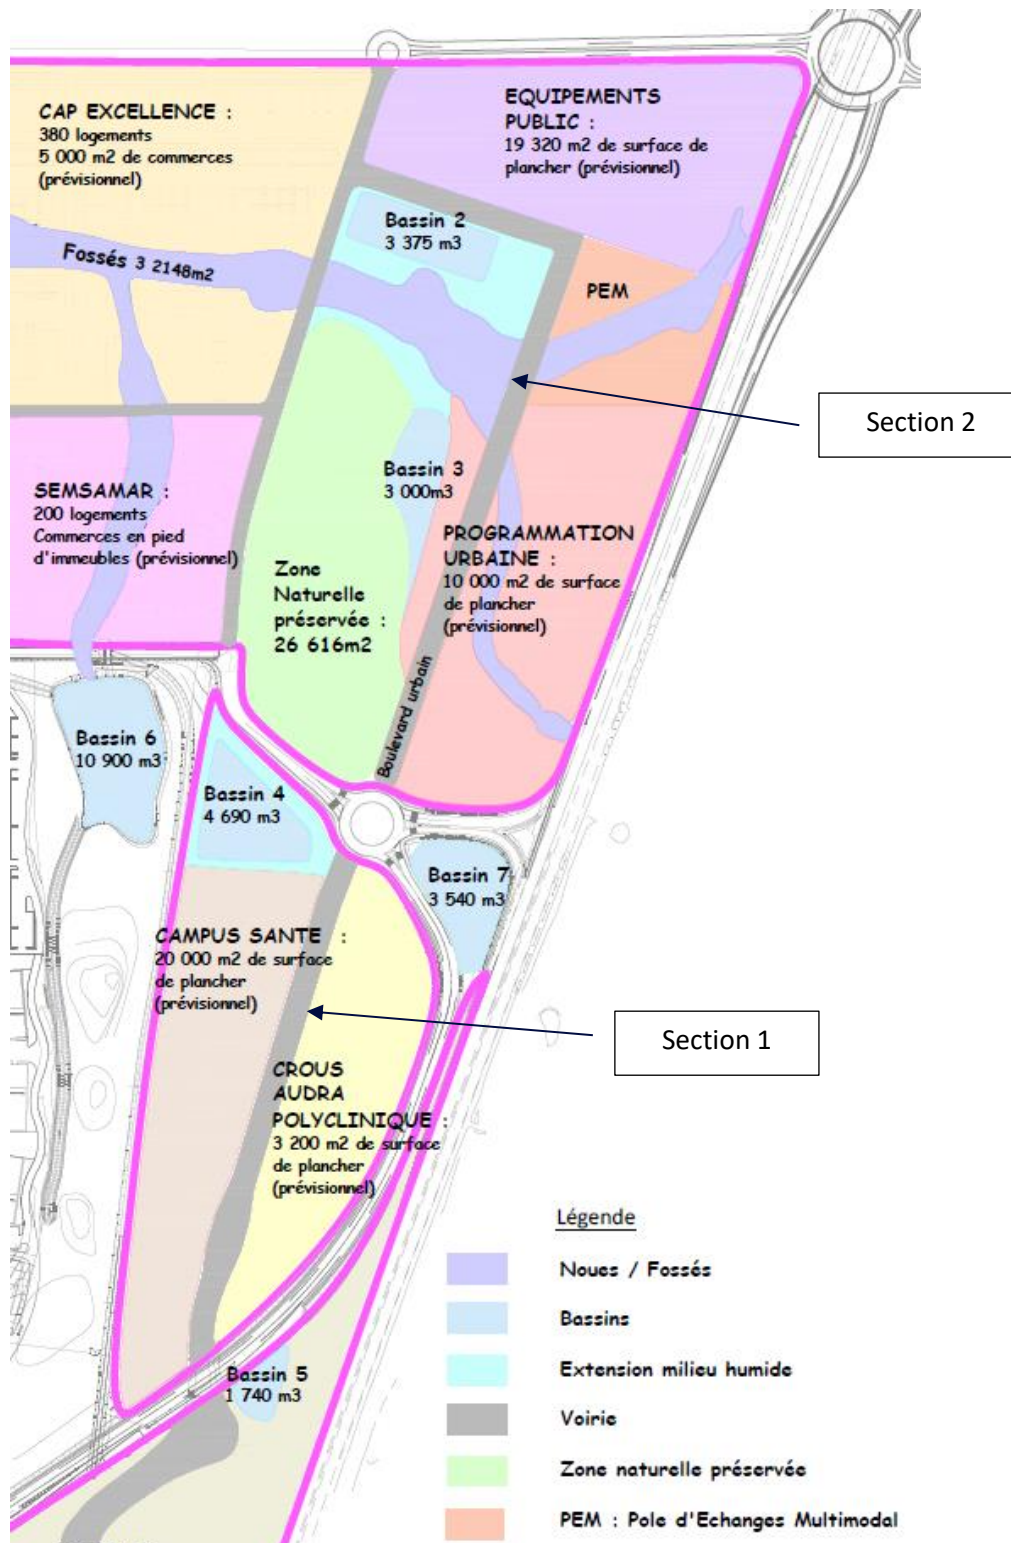 CAP EXCELLENCE :
380 logements
5 000 m2 de commerces
(prévisionnel)
EQUIPEMENTS
PUBLIC :
19 320 m2 de surface de
plancher (prévisionnel)
Bassin 2
3 375 m3
Fossés 3 2148m2
PEM
Section 2
Bassin 3
3 000m3
SEMSAMAR :
200 logements
Commerces en pied
d'immeubles (prévisionnel)
PROGRAMMATION
URBAINE :
10 000 m2 de surface
de plancher
(prévisionnel)
Zone
Naturelle
préservée :
26 616m2
Boulevard urbain
Bassin 6
10 900 m3
Bassin 4
4 690 m3
Bassin 7
3 540 m3
CAMPUS SANTE :
20 000 m2 de surface
de plancher
(prévisionnel)
Section 1
CROUS
AUDRA
POLYCLINIQUE :
3 200 m2 de surface
de plancher
(prévisionnel)
Bassin 5
1 740 m3
Légende
Noues / Fossés
Bassins
Extension milieu humide
Voirie
Zone naturelle préservée
PEM : Pole d'Echanges Multimodal